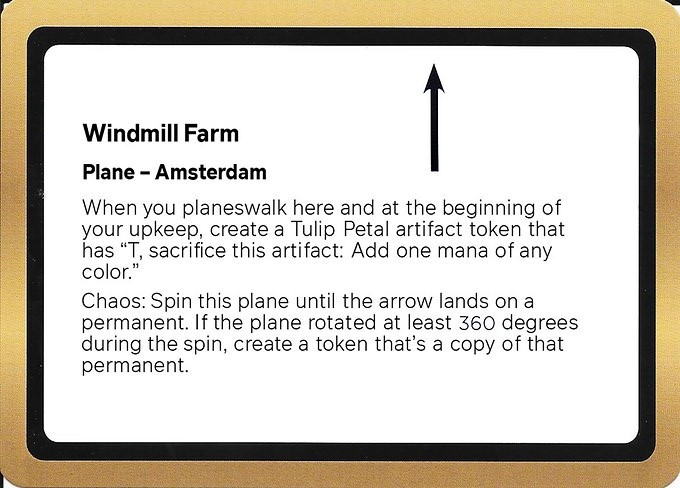 Windmill Farm
Plane – Amsterdam
When you planeswalk here and at the beginning of
your upkeep, create a Tulip Petal artifact token that
has “T, sacrifice this artifact: Add one mana of any
color.”
Chaos: Spin this plane until the arrow lands on a
permanent. If the plane rotated at least 360 degrees
during the spin, create a token that’s a copy of that
permanent.